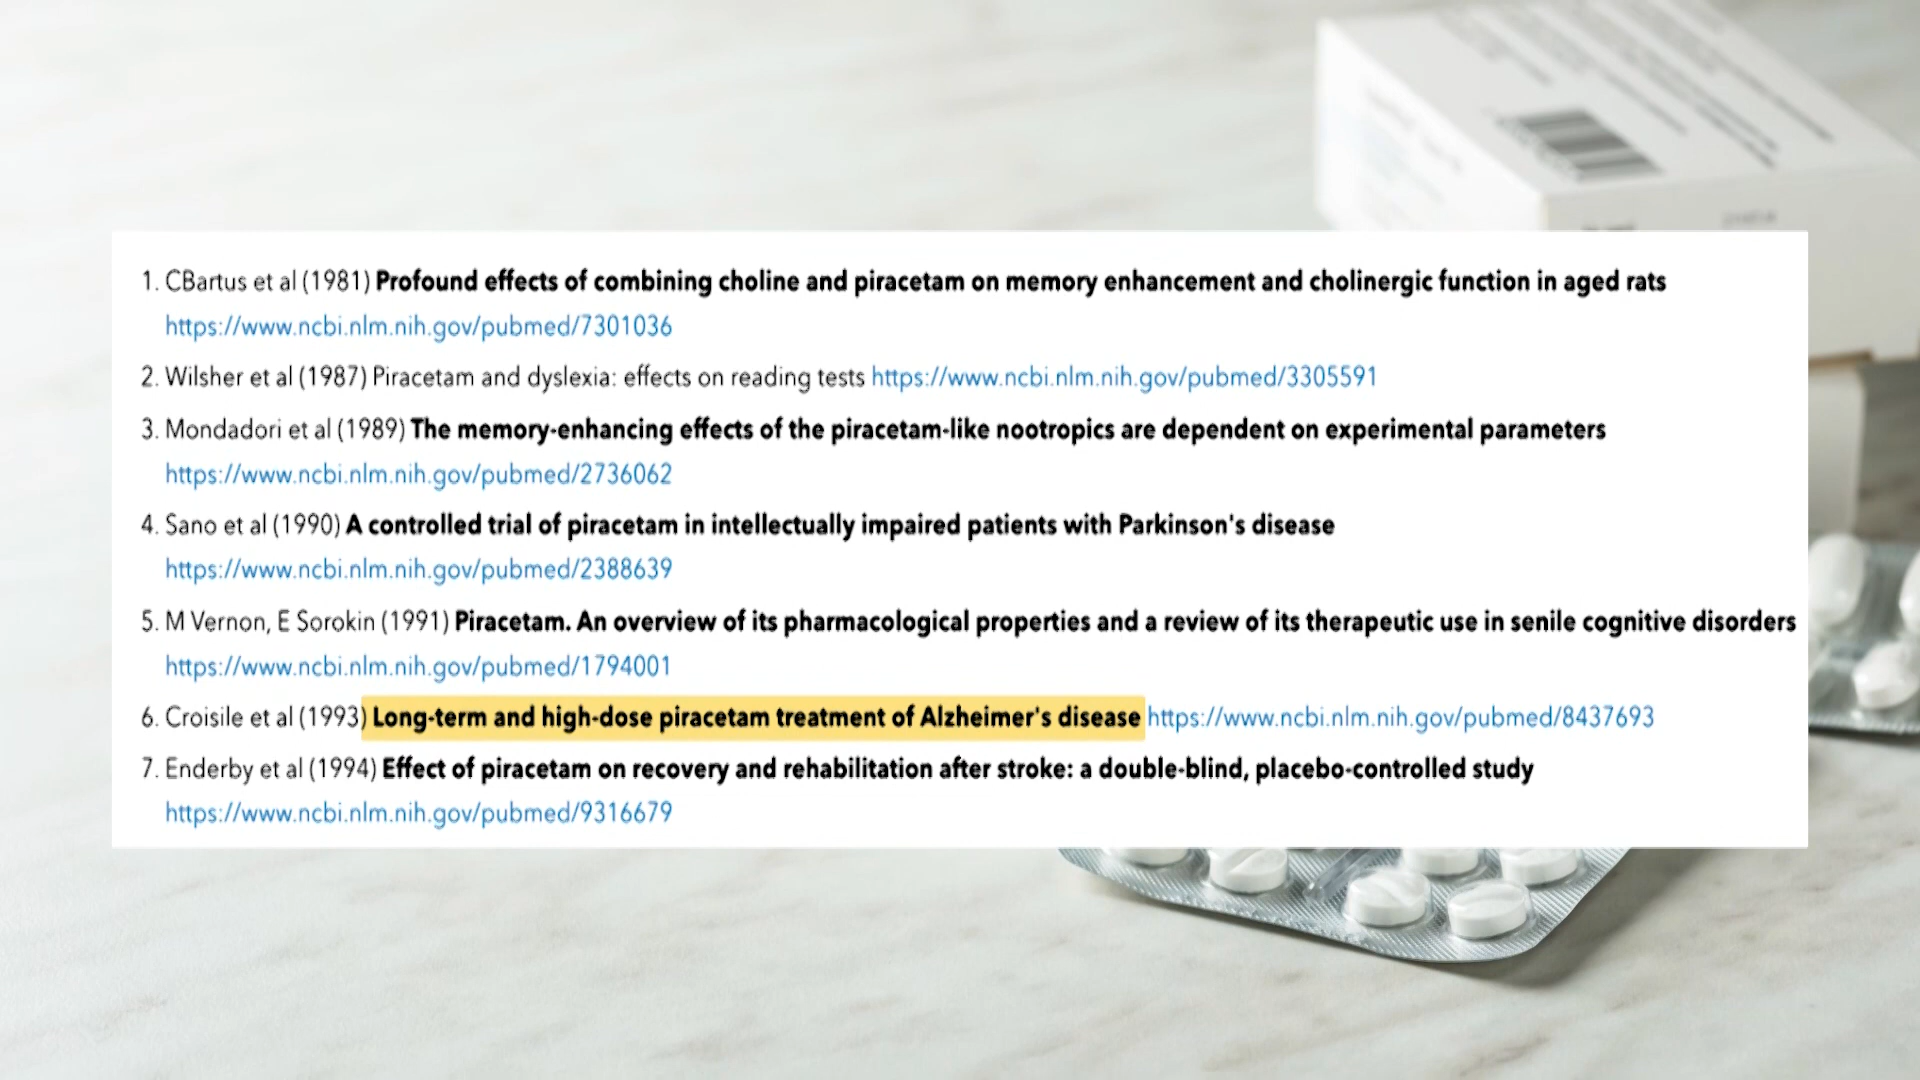 1. CBartus et al (1981) Profound effects of combining choline and piracetam on memory enhancement and cholinergic function in aged rats
https://www.ncbi.nlm.nih.gov/pubmed/7301036
2. Wilsher et al (1987) Piracetam and dyslexia: effects on reading tests https://www.ncbi.nlm.nih.gov/pubmed/3305591
3. Mondadori et al (1989) The memory-enhancing effects of the piracetam-like nootropics are dependent on experimental parameters
https://www.ncbi.nlm.nih.gov/pubmed/2736062
4. Sano et al (1990) A controlled trial of piracetam in intellectually impaired patients with Parkinson's disease
https://www.ncbi.nlm.nih.gov/pubmed/2388639
5. M Vernon, E Sorokin (1991) Piracetam. An overview of its pharmacological properties and a review of its therapeutic use in senile cognitive disorders
https://www.ncbi.nlm.nih.gov/pubmed/1794001
6. Croisile et al (1993) Long-term and high-dose piracetam treatment of Alzheimer's disease https://www.ncbi.nlm.nih.gov/pubmed/8437693
7. Enderby et al (1994) Effect of piracetam on recovery and rehabilitation after stroke: a double-blind, placebo-controlled study
https://www.ncbi.nlm.nih.gov/pubmed/9316679